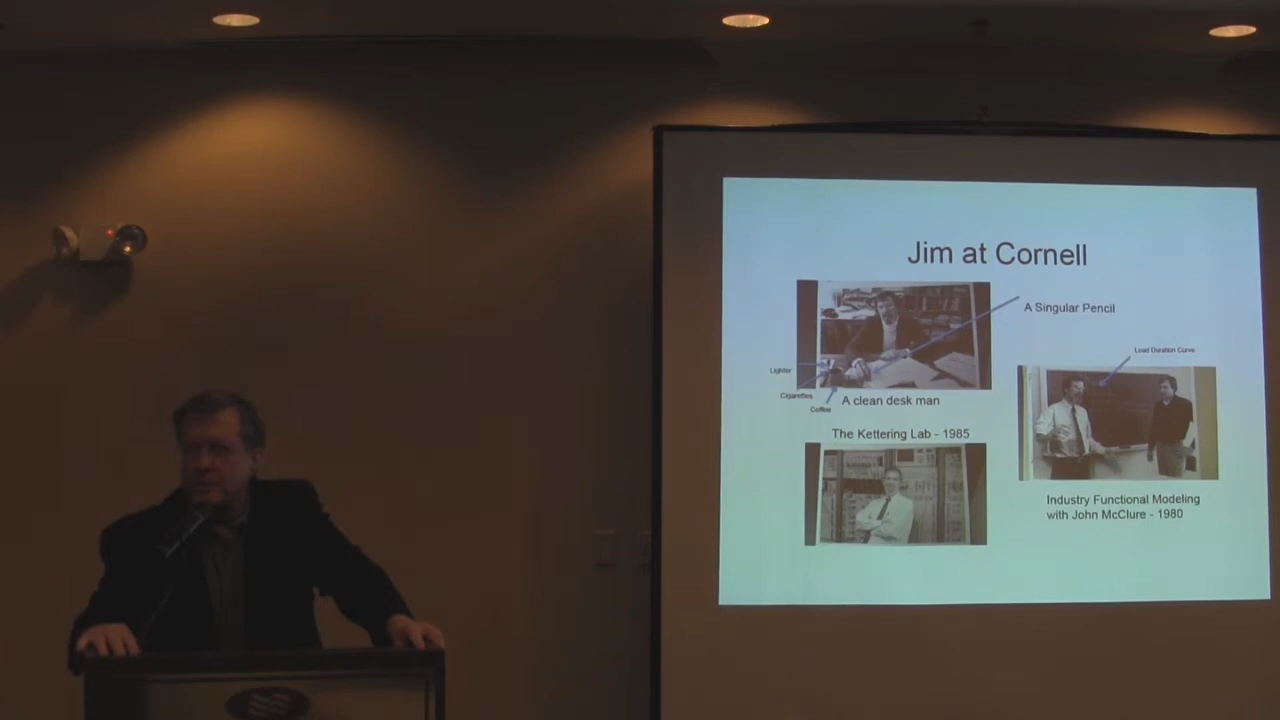 Jim at Cornell
A Singular Pencil
Load Duration Curve
Lighter
Cigarettes
Coffee
A clean desk man
The Kettering Lab - 1985
Industry Functional Modeling
with John McClure - 1980